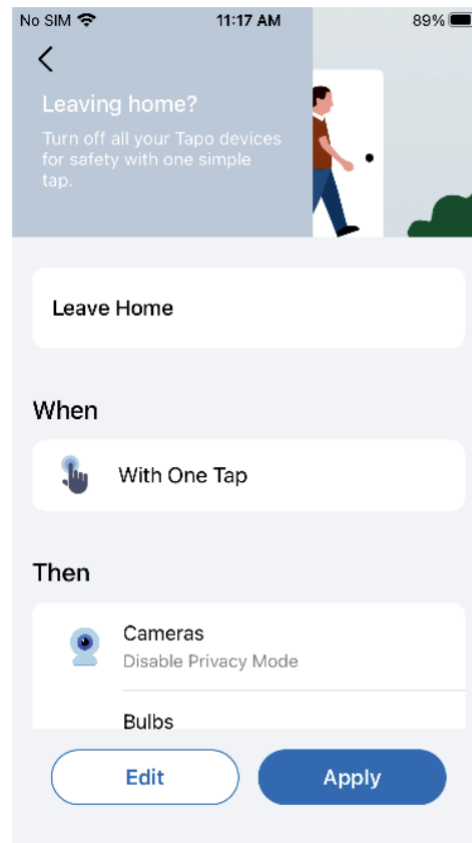 No SIM 11:17 AM 89%
Leaving home?
Turn off all your Tapo devices
for safety with one simple
tap.
Leave Home
When
With One Tap
Then
Cameras
Disable Privacy Mode
Bulbs
Edit Apply